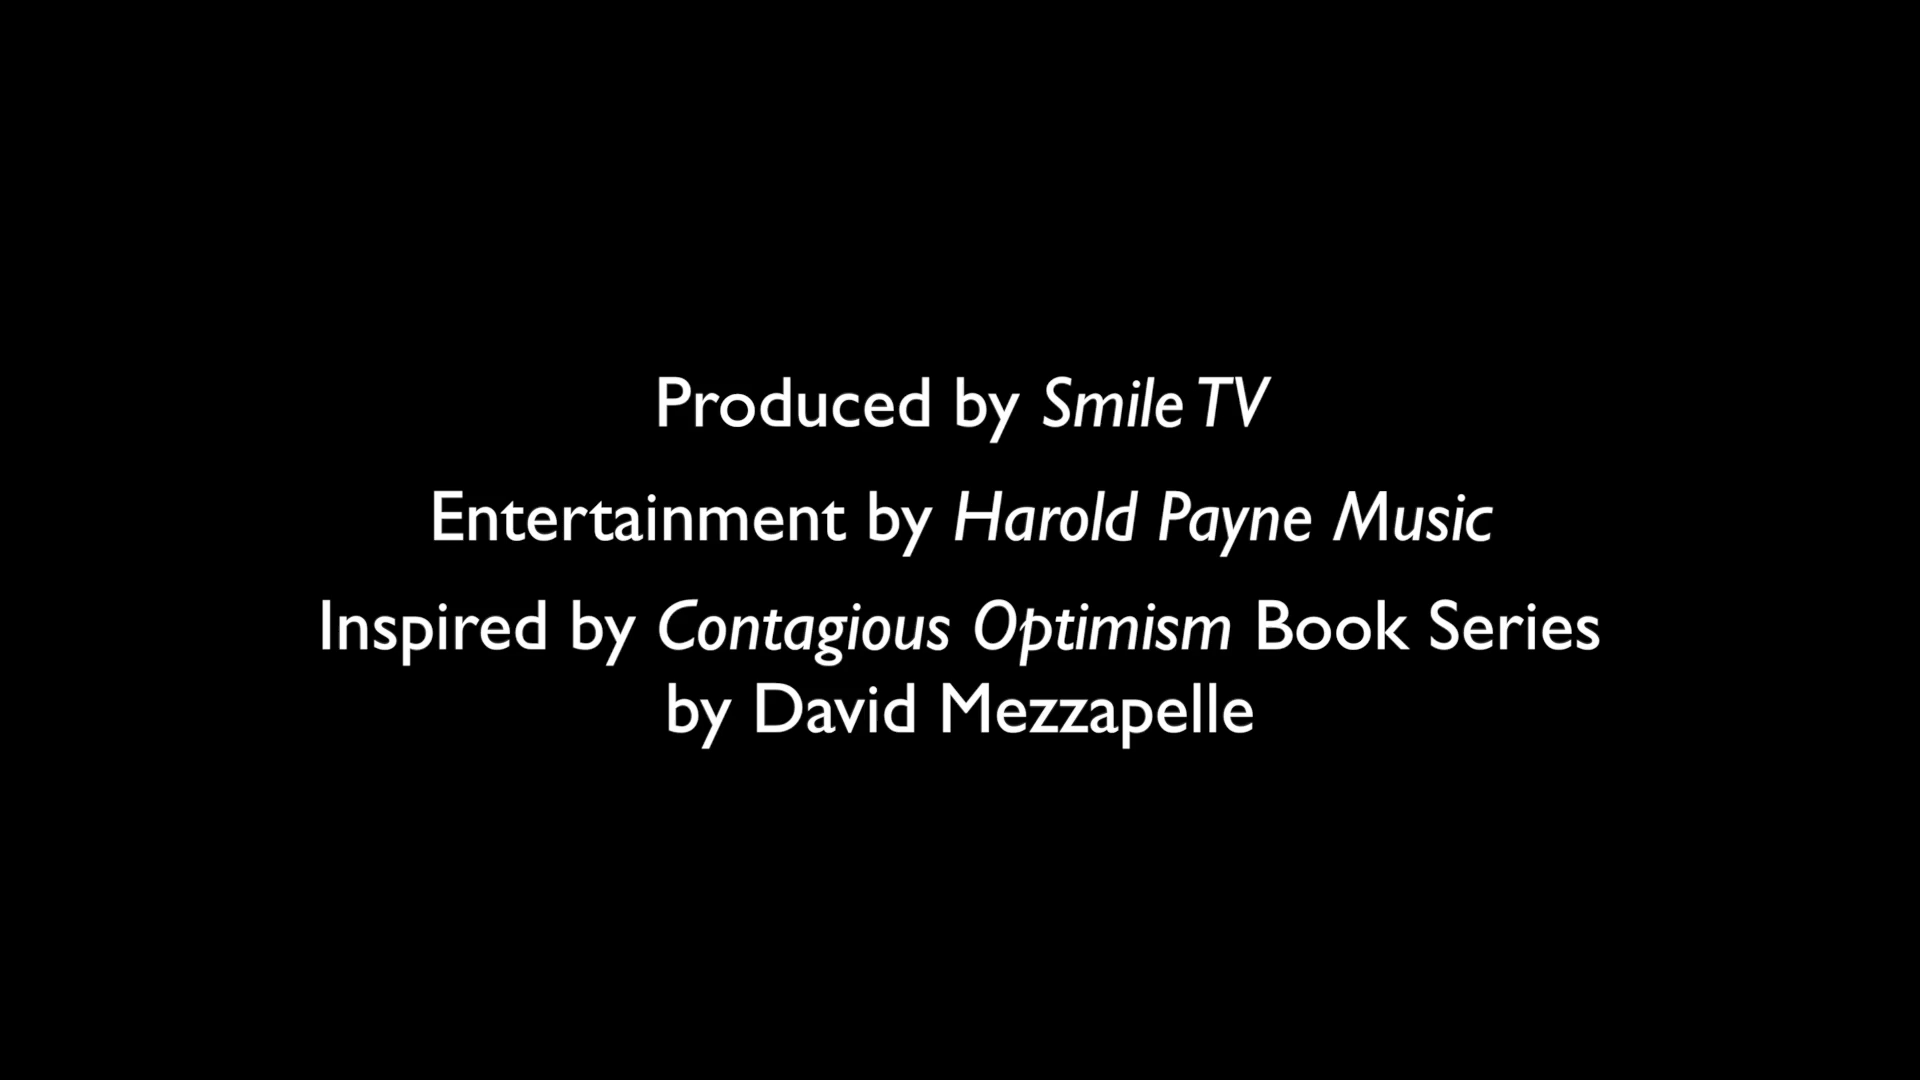 Produced by Smile TV
Entertainment by Harold Payne Music
Inspired by Contagious Optimism Book Series
by David Mezzapelle